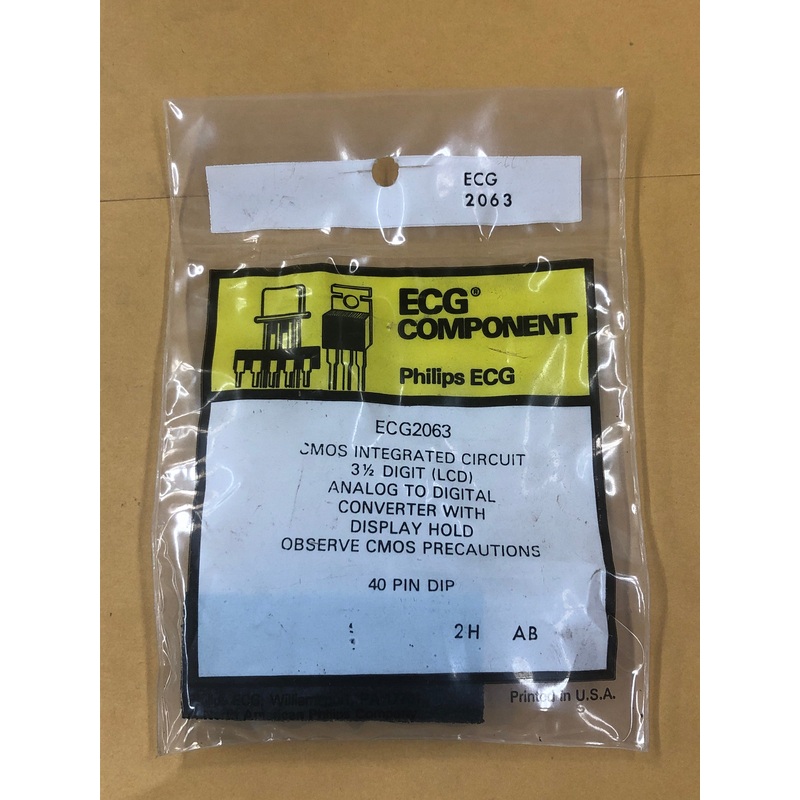 ECG
2063
ECG®
COMPONENT
Philips ECG
ECG2063
CMOS INTEGRATED CIRCUIT
3½ DIGIT (LCD)
ANALOG TO DIGITAL
CONVERTER WITH
DISPLAY HOLD
OBSERVE CMOS PRECAUTIONS
40 PIN DIP
2H AB
Printed in U.S.A.